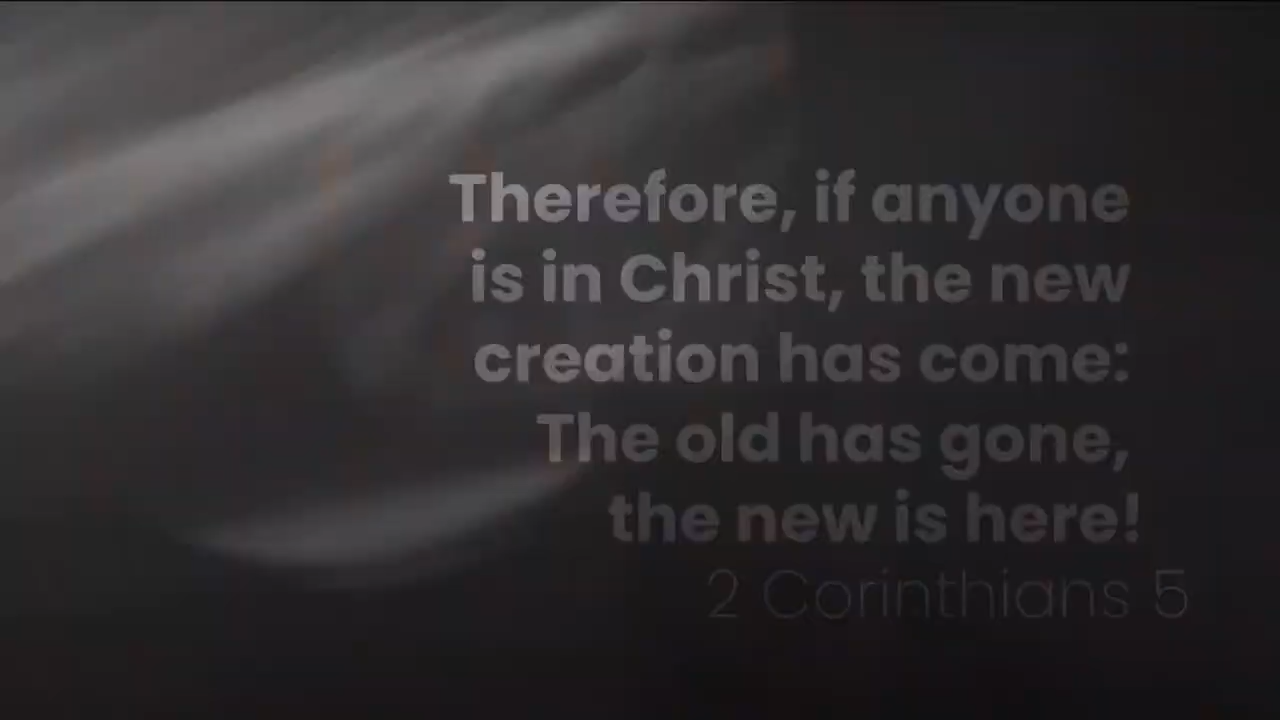 Therefore, if anyone
is in Christ, the new
creation has come:
The old has gone,
the new is here!
2 Corinthians 5